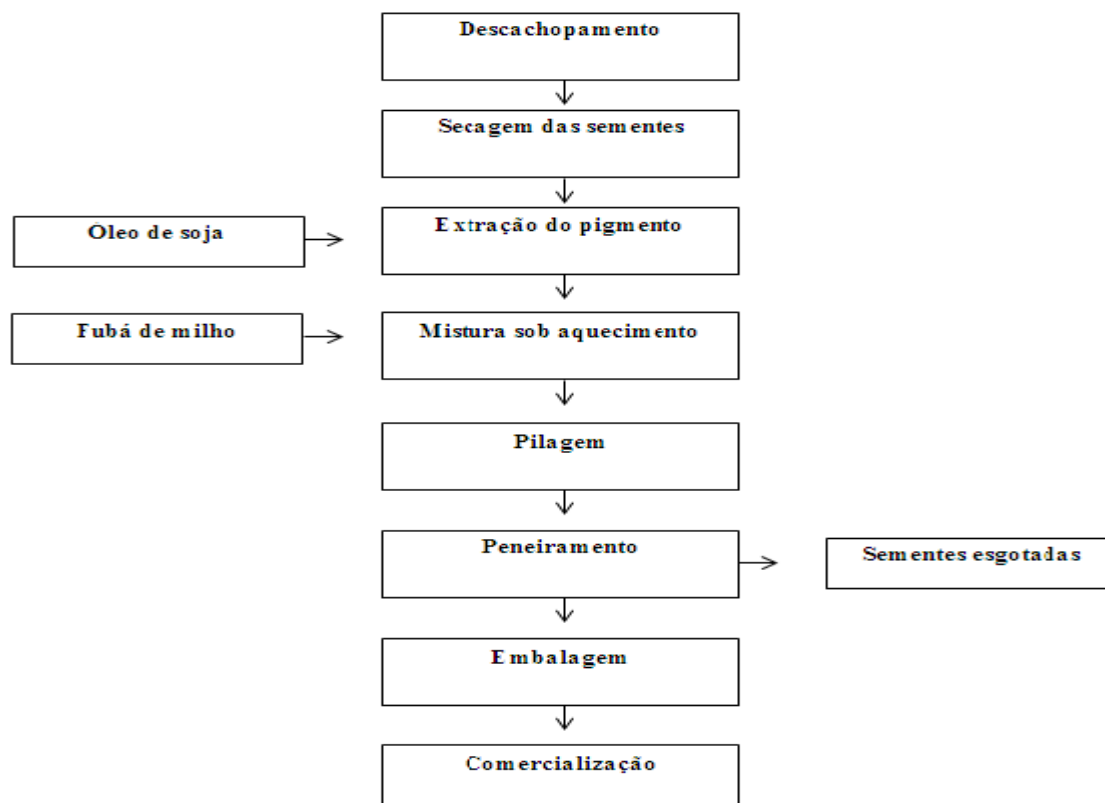 Descachopamento
Secagem das sementes
Óleo de soja
Extração do pigmento
Fubá de milho
Mistura sob aquecimento
Pilagem
Peneiramento
Sementes esgotadas
Embalagem
Comercialização